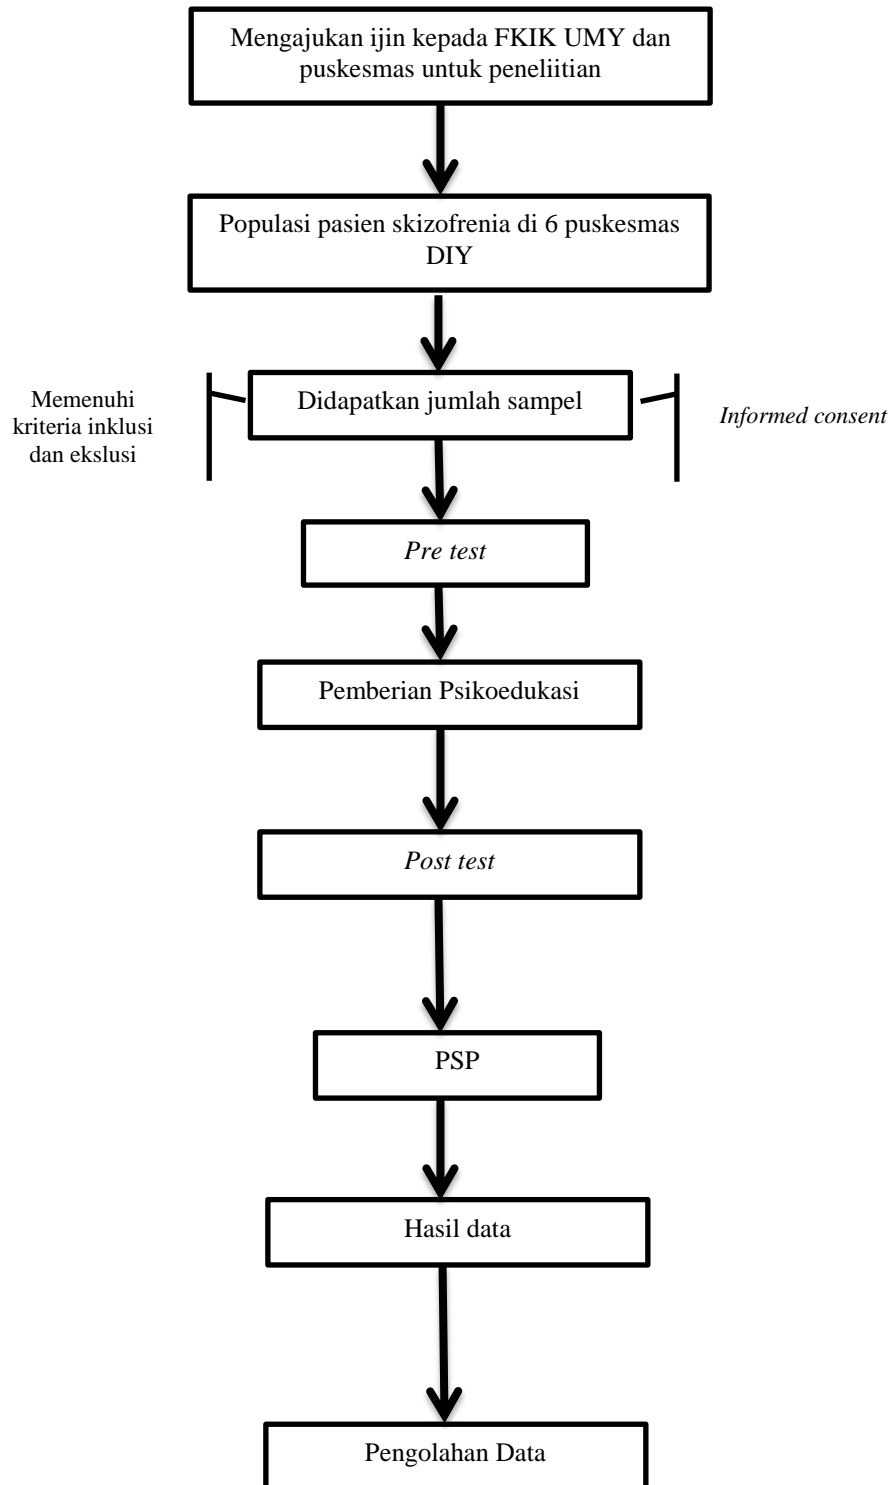 Mengajukan ijin kepada FKIK UMY dan
puskesmas untuk peneliitian
Populasi pasien skizofrenia di 6 puskesmas
DIY
Memenuhi
kriteria inklusi
dan ekslusi
Didapatkan jumlah sampel
Informed consent
Pre test
Pemberian Psikoedukasi
Post test
PSP
Hasil data
Pengolahan Data